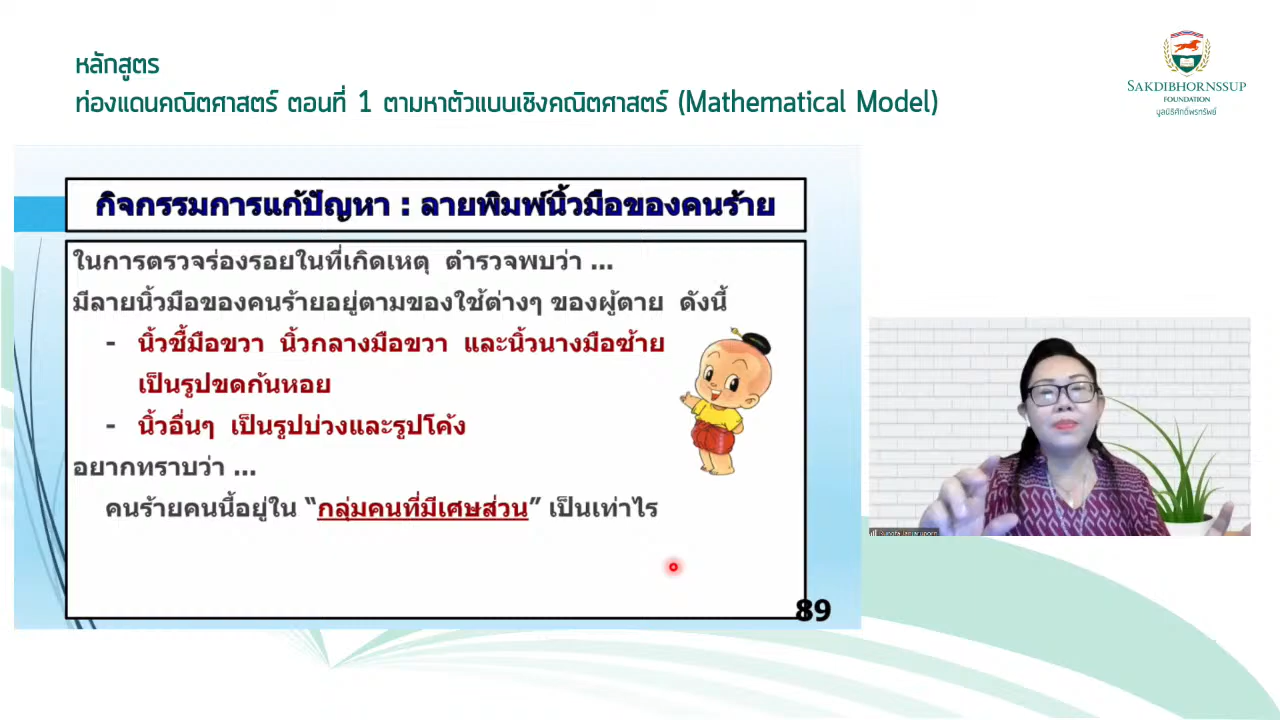 หลักสูตร
ท่องแดนคณิตศาสตร์ ตอนที่ 1 ตามหาตัวแบบเชิงคณิตศาสตร์ (Mathematical Model)
SAKDIBHORNSSUP
FOUNDATION
มูลนิธิศักดิ์พรทรัพย์
กิจกรรมการแก้ปัญหา : ลายพิมพ์นิ้วมือของคนร้าย
ในการตรวจร่องรอยในที่เกิดเหตุ ตำรวจพบว่า ...
มีลายนิ้วมือของคนร้ายอยู่ตามของใช้ต่างๆ ของผู้ตาย ดังนี้
- นิ้วชี้มือขวา นิ้วกลางมือขวา และนิ้วนางมือซ้าย
เป็นรูปขดก้นหอย
- นิ้วอื่นๆ เป็นรูปบ่วงและรูปโค้ง
อยากทราบว่า ...
คนร้ายคนนี้อยู่ใน “กลุ่มคนที่มีเศษส่วน” เป็นเท่าไร
89